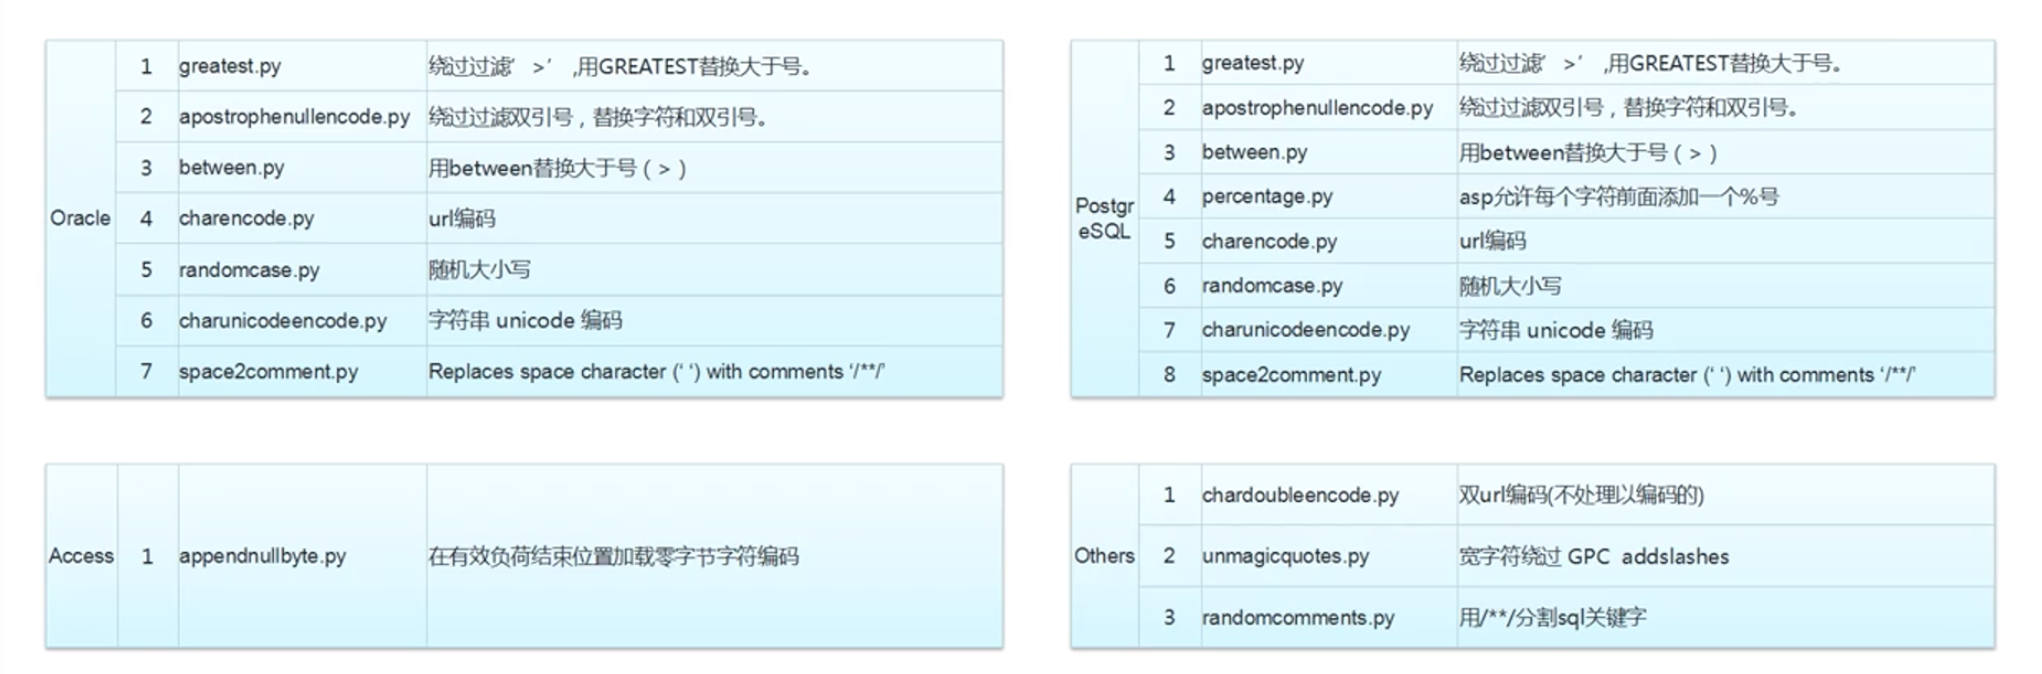 Oracle
1 greatest.py 绕过过滤’ >’ ,用GREATEST替换大于号。
2 apostrophenullencode.py 绕过过滤双引号，替换字符和双引号。
3 between.py 用between替换大于号（>）
4 charencode.py url编码
5 randomcase.py 随机大小写
6 charunicodeencode.py 字符串 unicode 编码
7 space2comment.py Replaces space character (‘ ‘) with comments ‘/**/’
Postgr
eSQL
1 greatest.py 绕过过滤’ >’ ,用GREATEST替换大于号。
2 apostrophenullencode.py 绕过过滤双引号，替换字符和双引号。
3 between.py 用between替换大于号（>）
4 percentage.py asp允许每个字符前面添加一个%号
5 charencode.py url编码
6 randomcase.py 随机大小写
7 charunicodeencode.py 字符串 unicode 编码
8 space2comment.py Replaces space character (‘ ‘) with comments ‘/**/’
Access
1 appendnullbyte.py 在有效负荷结束位置加载零字节字符编码
Others
1 chardoubleencode.py 双url编码(不处理以编码的)
2 unmagicquotes.py 宽字符绕过 GPC addslashes
3 randomcomments.py 用/**/分割sql关键字